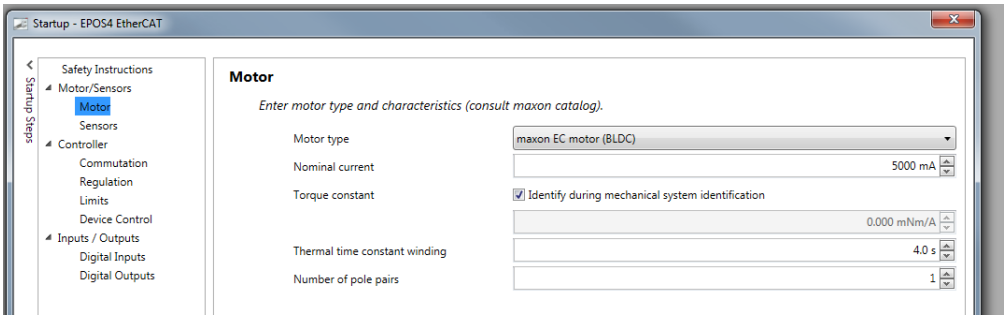 Startup - EPOS4 EtherCAT
Startup Steps
Safety Instructions
Motor/Sensors
Motor
Sensors
Controller
Commutation
Regulation
Limits
Device Control
Inputs / Outputs
Digital Inputs
Digital Outputs
Motor
Enter motor type and characteristics (consult maxon catalog).
Motor type maxon EC motor (BLDC)
Nominal current 5000 mA
Torque constant Identify during mechanical system identification
0.000 mNm/A
Thermal time constant winding 4.0 s
Number of pole pairs 1